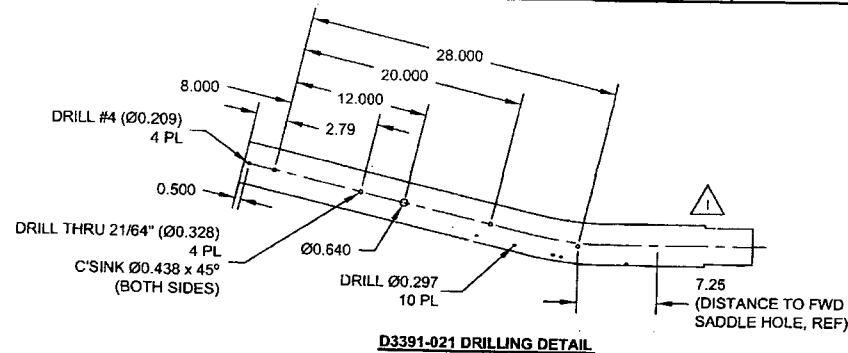 28.000
20.000
8.000
12.000
DRILL #4 (Ø0.209)
4 PL
2.79
0.500
DRILL THRU 21/64" (Ø0.328)
4 PL
C'SINK Ø0.438 x 45º
(BOTH SIDES)
Ø0.640
DRILL Ø0.297
10 PL
1
7.25
(DISTANCE TO FWD
SADDLE HOLE, REF)
D3391-021 DRILLING DETAIL